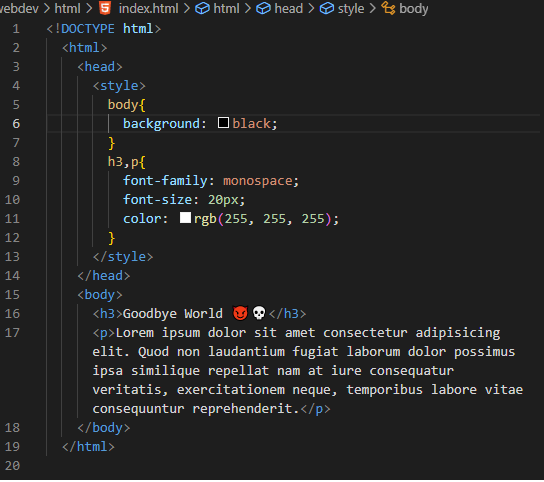 webdev > html > index.html > html > head > style > body
1 <!DOCTYPE html>
2 <html>
3 <head>
4 <style>
5 body{
6 background: black;
7 }
8 h3,p{
9 font-family: monospace;
10 font-size: 20px;
11 color: rgb(255, 255, 255);
12 }
13 </style>
14 </head>
15 <body>
16 <h3>Goodbye World 😈💀</h3>
17 <p>Lorem ipsum dolor sit amet consectetur adipisicing
elit. Quod non laudantium fugiat laborum dolor possimus
ipsa similique repellat nam at iure consequatur
veritatis, exercitationem neque, temporibus labore vitae
consequuntur reprehenderit.</p>
18 </body>
19 </html>
20